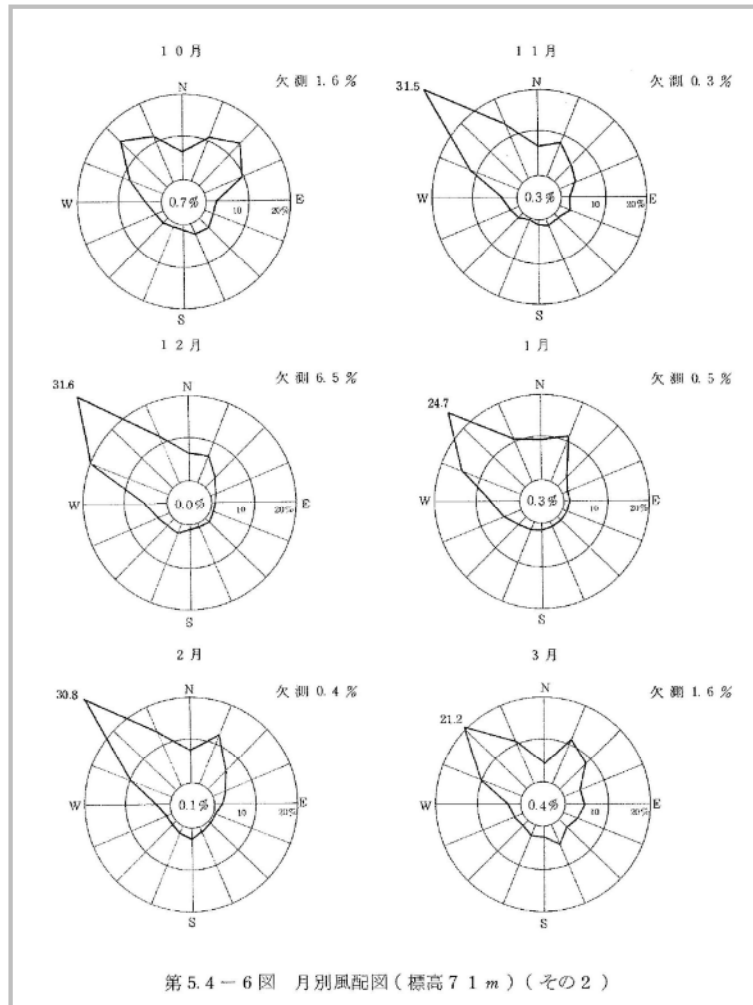 10月
欠測 1.6 %
N
W
0.7%
10
20%
E
S
11月
欠測 0.3 %
31.5
N
W
0.3%
10
20%
E
S
12月
欠測 6.5 %
31.6
N
W
0.0%
10
20%
E
S
1月
欠測 0.5 %
24.7
N
W
0.3%
10
20%
E
S
2月
欠測 0.4 %
30.8
N
W
0.1%
10
20%
E
S
3月
欠測 1.6 %
21.2
N
W
0.4%
10
20%
E
S
第5.4-6図 月別風配図(標高71m)(その2)